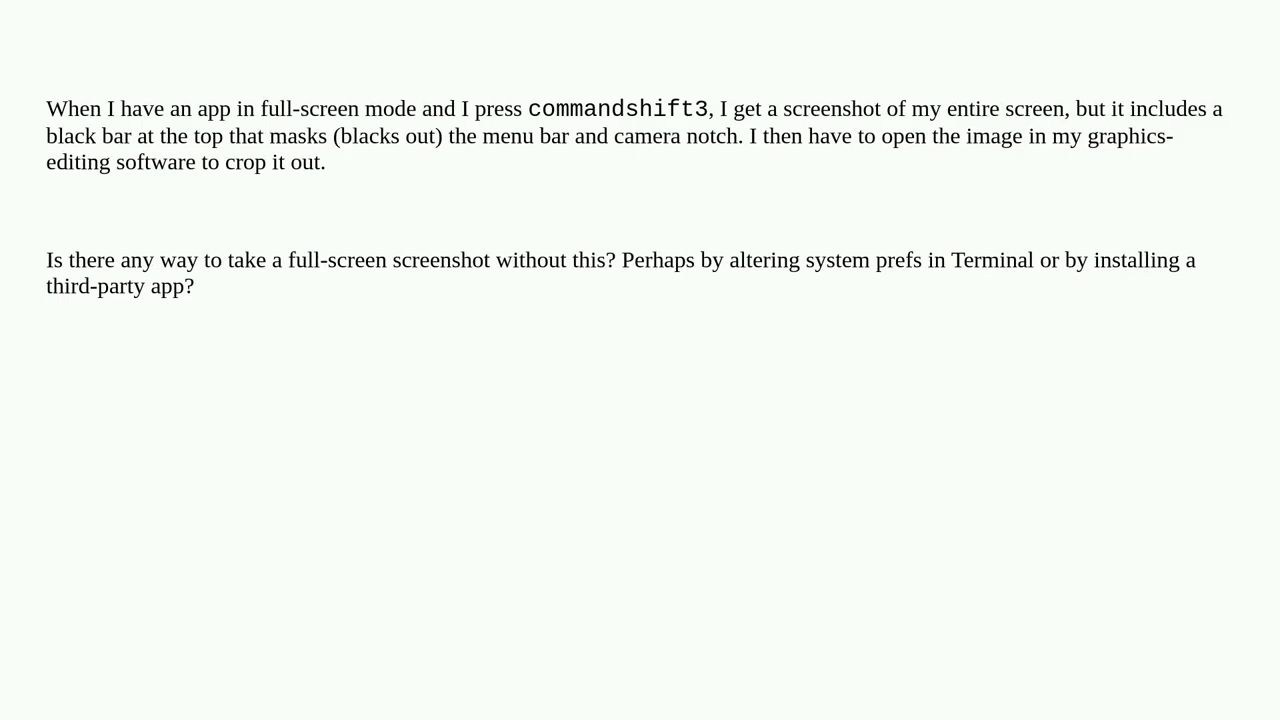 When I have an app in full-screen mode and I press commandshift3, I get a screenshot of my entire screen, but it includes a
black bar at the top that masks (blacks out) the menu bar and camera notch. I then have to open the image in my graphics-
editing software to crop it out.
Is there any way to take a full-screen screenshot without this? Perhaps by altering system prefs in Terminal or by installing a
third-party app?